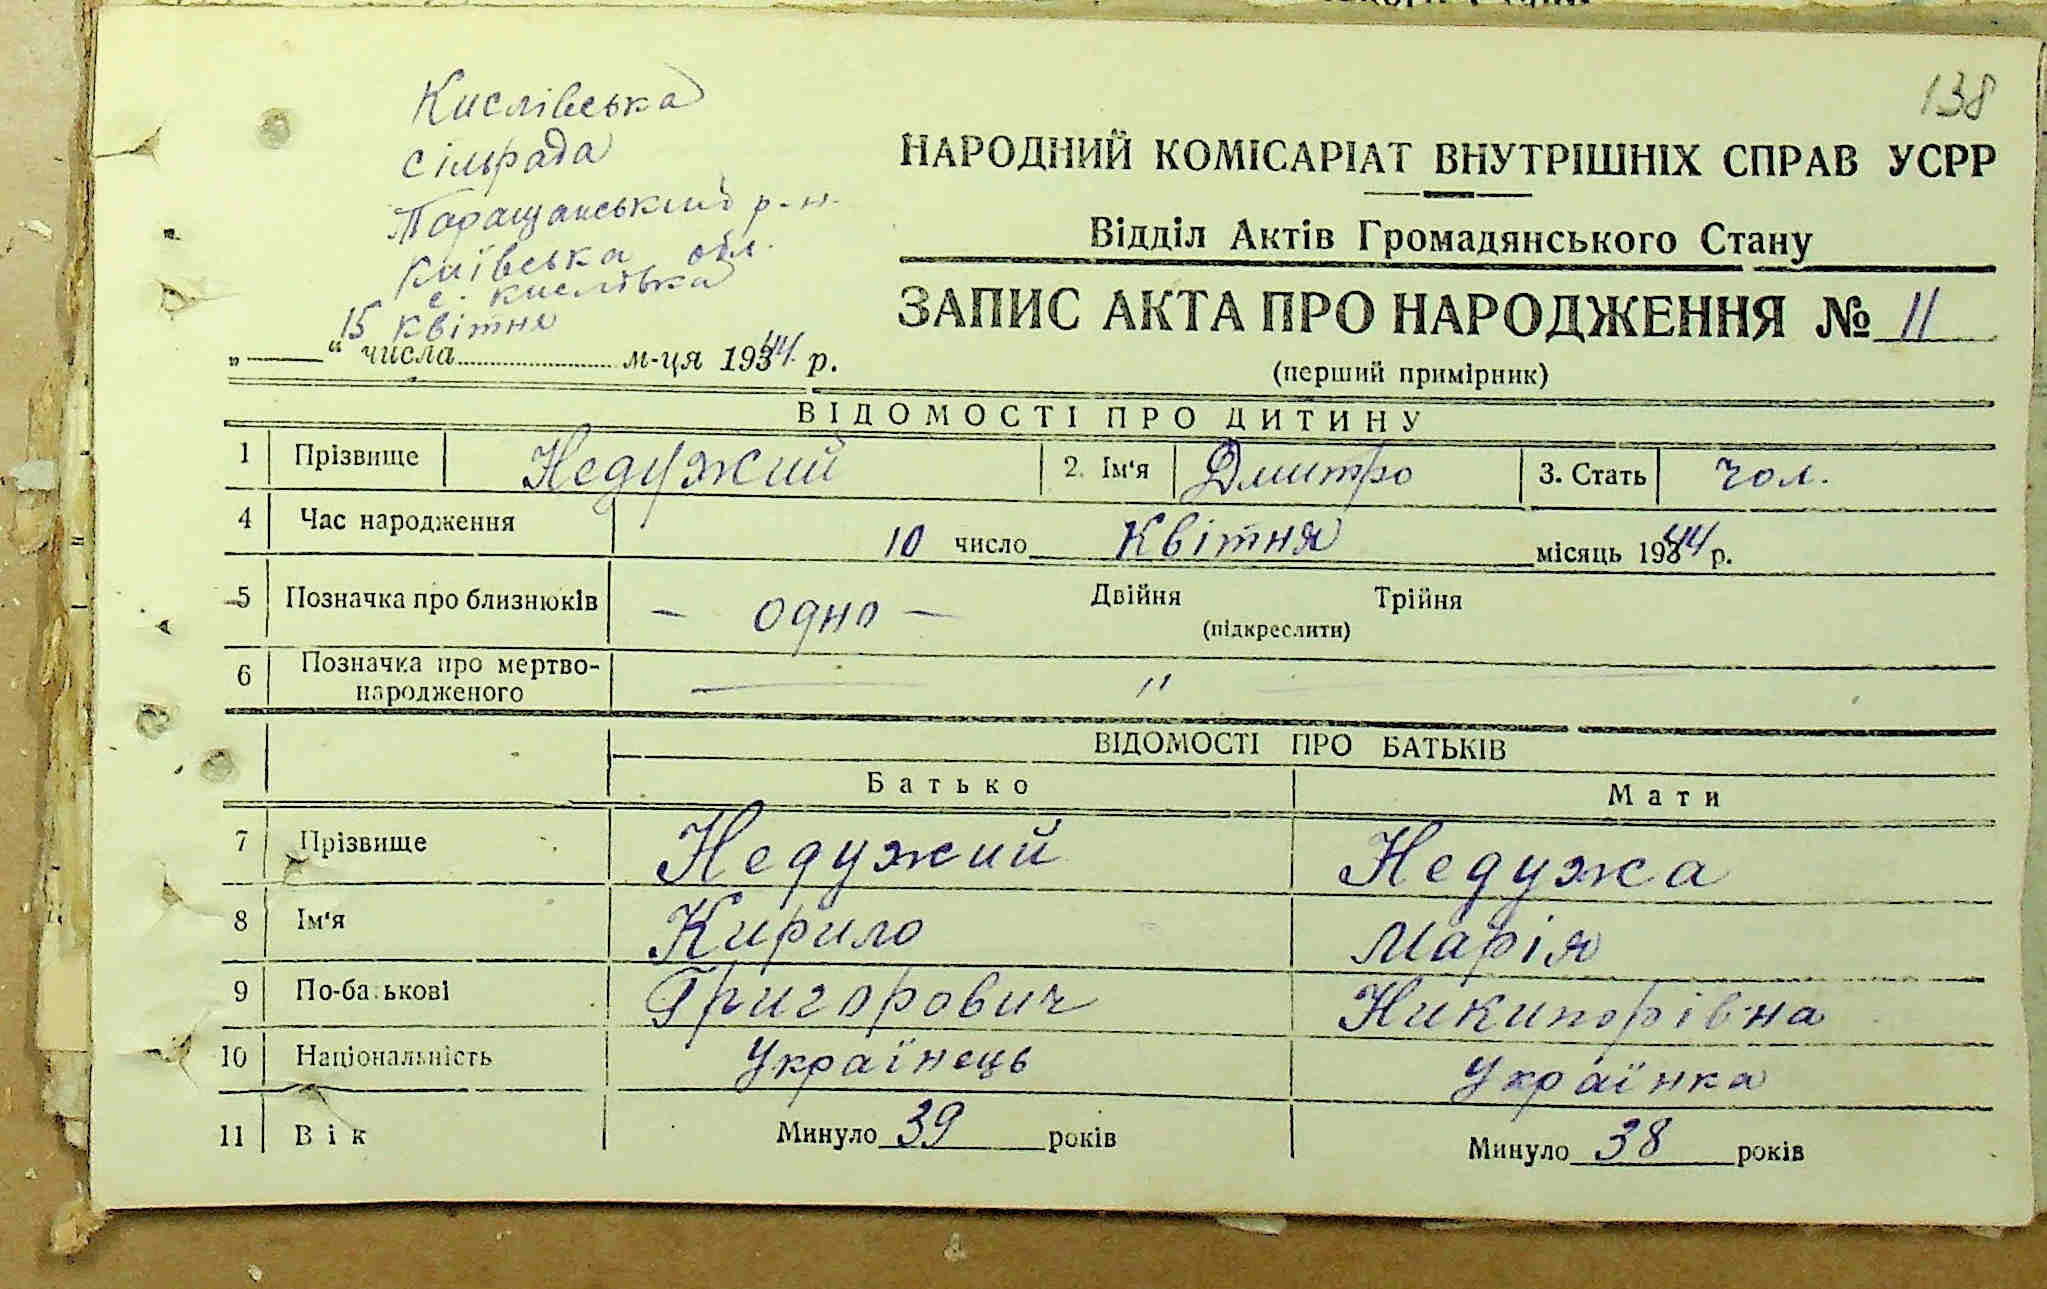 138
Кислівська
сільрада
Таращанський р-н.
Київська обл.
с. Кислівка
15 квітня
„——“ числа м-ця 1944 р.
НАРОДНИЙ КОМІСАРІАТ ВНУТРІШНІХ СПРАВ УСРР
Відділ Актів Громадянського Стану
ЗАПИС АКТА ПРО НАРОДЖЕННЯ № 11
(перший примірник)
ВІДОМОСТІ ПРО ДИТИНУ
1 Прізвище Недужий 2. Ім'я Дмитро 3. Стать чол.
4 Час народження 10 число Квітня місяць 1944 р.
5 Позначка про близнюків — одно — Двійня Трійня
(підкреслити)
6 Позначка про мертво-
народженого — " —
ВІДОМОСТІ ПРО БАТЬКІВ
Батько Мати
7 Прізвище Недужий Недужа
8 Ім'я Кирило Марія
9 По-батькові Григорович Никипорівна
10 Національність Українець Українка
11 Вік Минуло 39 років Минуло 38 років